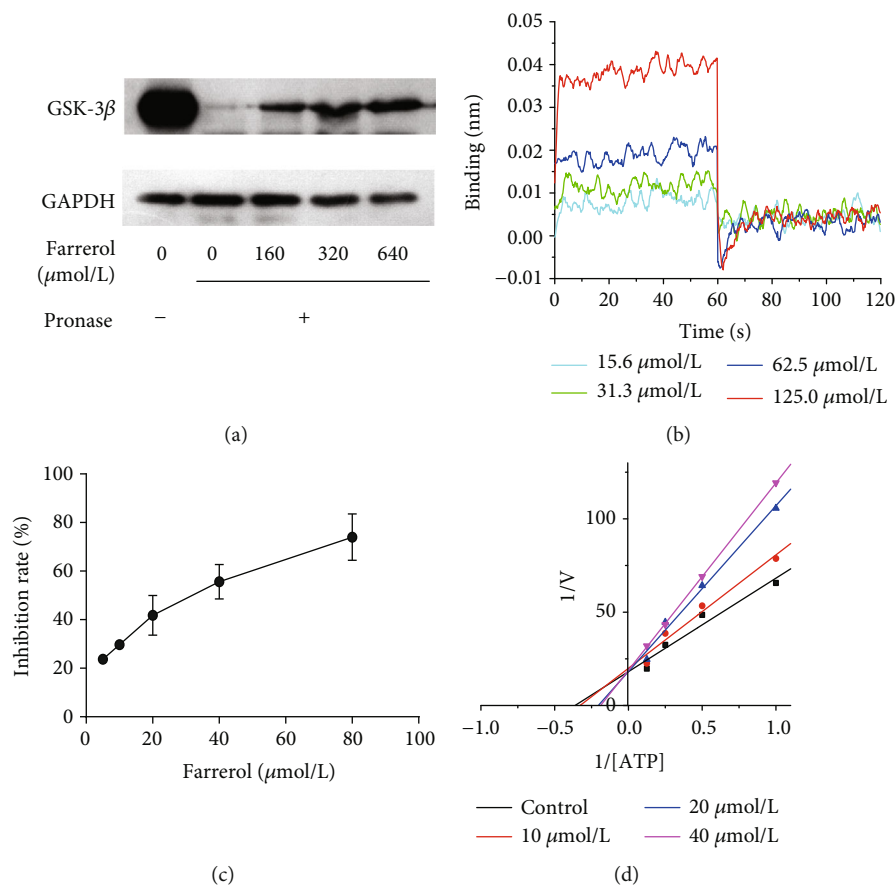 GSK-3β
GAPDH
Farrerol
(μmol/L)
0 0 160 320 640
Pronase − +
(a)
Binding (nm)
0.05
0.04
0.03
0.02
0.01
0.00
−0.01
0 20 40 60 80 100 120
Time (s)
15.6 μmol/L 62.5 μmol/L
31.3 μmol/L 125.0 μmol/L
(b)
Inhibition rate (%)
100
80
60
40
20
0
0 20 40 60 80 100
Farrerol (μmol/L)
(c)
1/V
100
50
0
−1.0 −0.5 0.0 0.5 1.0
1/[ATP]
Control 20 μmol/L
10 μmol/L 40 μmol/L
(d)